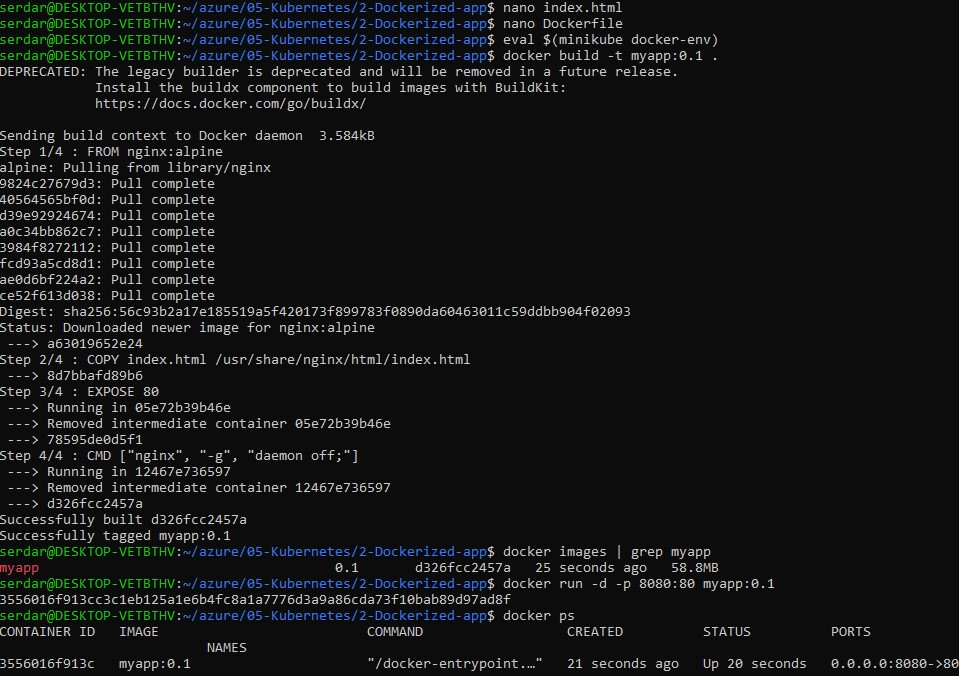 serdar@DESKTOP-VETBTHV:~/azure/05-Kubernetes/2-Dockerized-app$ nano index.html
serdar@DESKTOP-VETBTHV:~/azure/05-Kubernetes/2-Dockerized-app$ nano Dockerfile
serdar@DESKTOP-VETBTHV:~/azure/05-Kubernetes/2-Dockerized-app$ eval $(minikube docker-env)
serdar@DESKTOP-VETBTHV:~/azure/05-Kubernetes/2-Dockerized-app$ docker build -t myapp:0.1 .
DEPRECATED: The legacy builder is deprecated and will be removed in a future release.
            Install the buildx component to build images with BuildKit:
            https://docs.docker.com/go/buildx/

Sending build context to Docker daemon  3.584kB
Step 1/4 : FROM nginx:alpine
alpine: Pulling from library/nginx
9824c27679d3: Pull complete
40564565bf0d: Pull complete
d39e92924674: Pull complete
a0c34bb862c7: Pull complete
3984f8272112: Pull complete
fcd93a5cd8d1: Pull complete
ae0d6bf224a2: Pull complete
ce52f613d038: Pull complete
Digest: sha256:56c93b2a17e185519a5f420173f899783f0890da60463011c59ddbb904f02093
Status: Downloaded newer image for nginx:alpine
 ---> a63019652e24
Step 2/4 : COPY index.html /usr/share/nginx/html/index.html
 ---> 8d7bbafd89b6
Step 3/4 : EXPOSE 80
 ---> Running in 05e72b39b46e
 ---> Removed intermediate container 05e72b39b46e
 ---> 78595de0d5f1
Step 4/4 : CMD ["nginx", "-g", "daemon off;"]
 ---> Running in 12467e736597
 ---> Removed intermediate container 12467e736597
 ---> d326fcc2457a
Successfully built d326fcc2457a
Successfully tagged myapp:0.1
serdar@DESKTOP-VETBTHV:~/azure/05-Kubernetes/2-Dockerized-app$ docker images | grep myapp
myapp                                     0.1       d326fcc2457a   25 seconds ago   58.8MB
serdar@DESKTOP-VETBTHV:~/azure/05-Kubernetes/2-Dockerized-app$ docker run -d -p 8080:80 myapp:0.1
3556016f913cc3c1eb125a1e6b4fc8a1a7776d3a9a86cda73f10bab89d97ad8f
serdar@DESKTOP-VETBTHV:~/azure/05-Kubernetes/2-Dockerized-app$ docker ps
CONTAINER ID   IMAGE                          COMMAND                  CREATED          STATUS          PORTS
                          NAMES
3556016f913c   myapp:0.1                      "/docker-entrypoint.…"   21 seconds ago   Up 20 seconds   0.0.0.0:8080->80